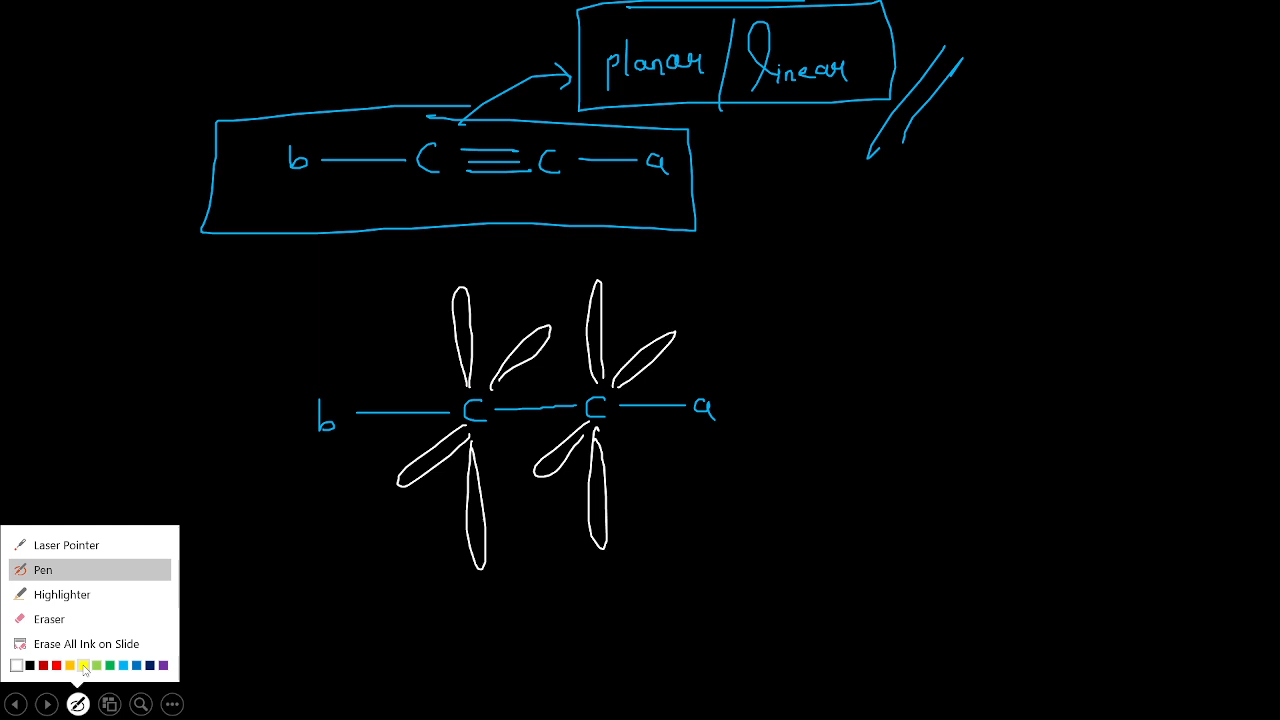 planar / linear
b — C ≡ C — a
b — C — C — a
Laser Pointer
Pen
Highlighter
Eraser
Erase All Ink on Slide